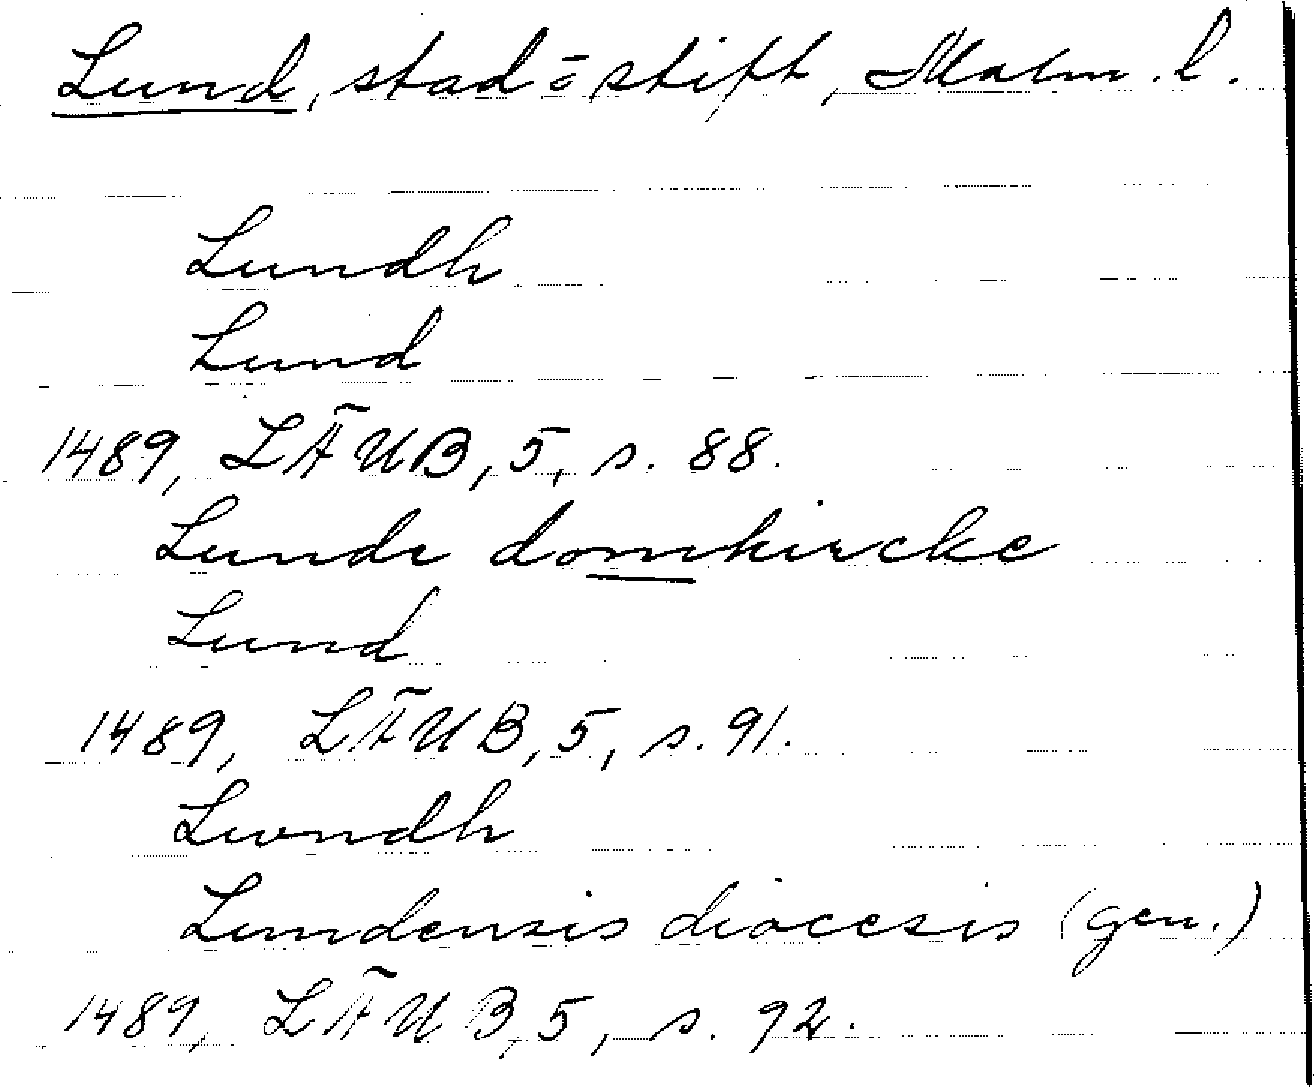 Lund, stad o stift, Malm. l.
Lundh
Lund
1489, LÄUB, 5, s. 88.
Lunde domkircke
Lund
1489, LÄUB, 5, s. 91.
Lwndh
Lundensis diocesis (gen.)
1489, LÄUB, 5, s. 92.